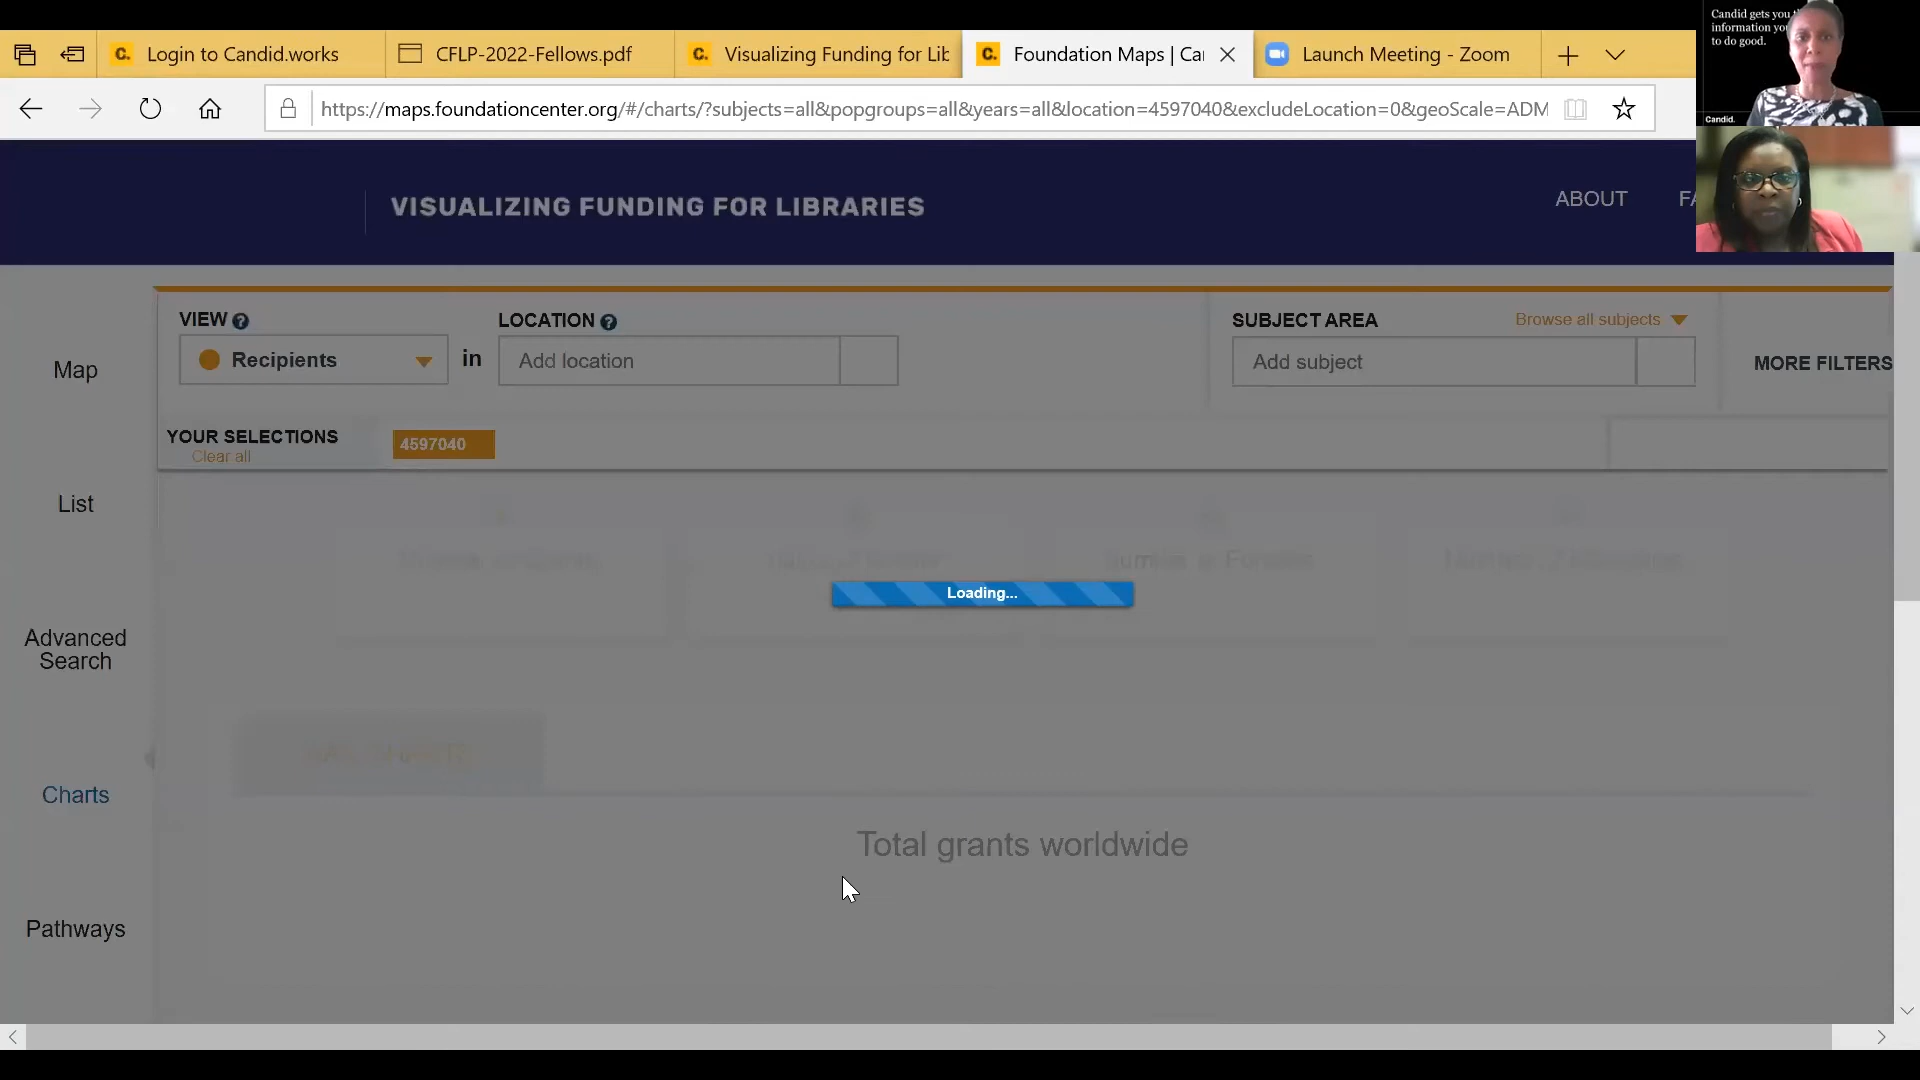 Candid gets you
information you
to do good.
Candid.
Login to Candid.works
CFLP-2022-Fellows.pdf
Visualizing Funding for Lib
Foundation Maps | Ca
Launch Meeting - Zoom
https://maps.foundationcenter.org/#/charts/?subjects=all&popgroups=all&years=all&location=4597040&excludeLocation=0&geoScale=ADM
VISUALIZING FUNDING FOR LIBRARIES
ABOUT
FA
VIEW ?
LOCATION ?
SUBJECT AREA
Browse all subjects
Recipients
in
Add location
Add subject
MORE FILTERS
YOUR SELECTIONS
4597040
Clear all
Map
List
Advanced
Search
Charts
Pathways
Loading...
Total grants worldwide